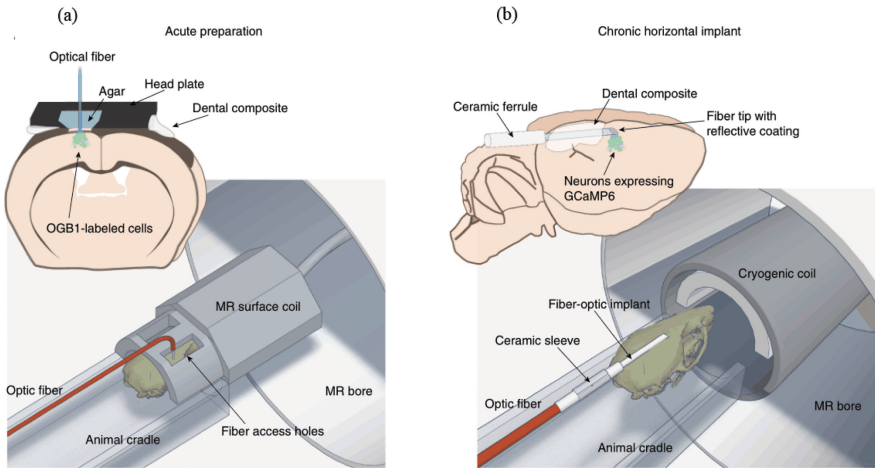 (a)
Acute preparation
Optical fiber
Head plate
Agar
Dental composite
OGB1-labeled cells
MR surface coil
Optic fiber
MR bore
Fiber access holes
Animal cradle
(b)
Chronic horizontal implant
Dental composite
Ceramic ferrule
Fiber tip with
reflective coating
Neurons expressing
GCaMP6
Cryogenic coil
Fiber-optic implant
Ceramic sleeve
Optic fiber
MR bore
Animal cradle